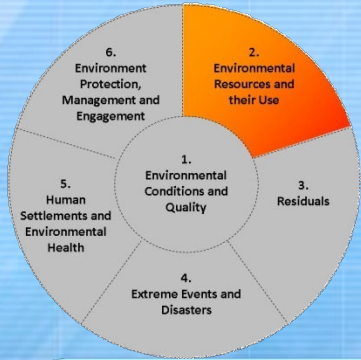 1.
Environmental
Conditions and
Quality
2.
Environmental
Resources and
their Use
3.
Residuals
4.
Extreme Events and
Disasters
5.
Human
Settlements and
Environmental
Health
6.
Environment
Protection,
Management and
Engagement